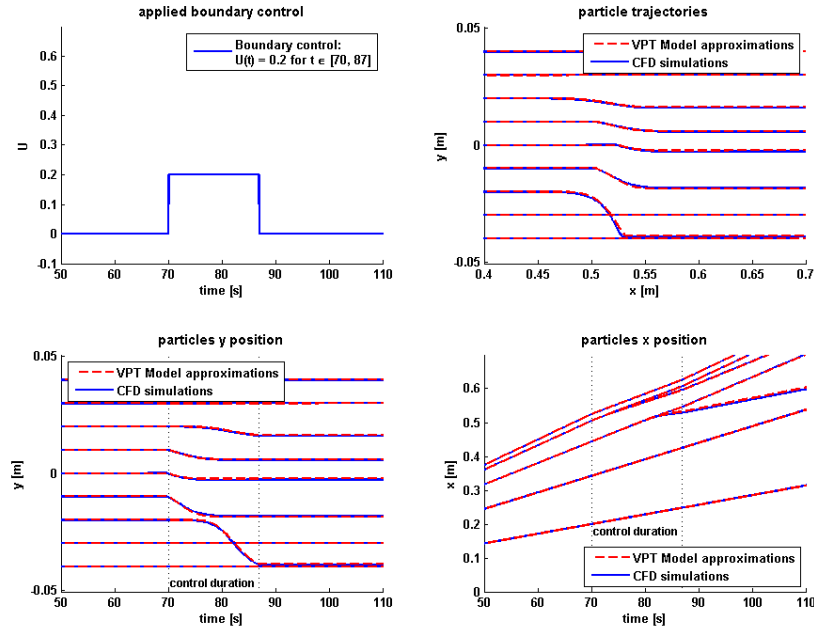 applied boundary control
0.6
0.5
0.4
0.3
0.2
0.1
0
-0.1
U
50
60
70
80
90
100
110
time [s]
Boundary control:
U(t) = 0.2 for t ∈ [70, 87]
particle trajectories
0.05
0
-0.05
y [m]
0.4
0.45
0.5
0.55
0.6
0.65
0.7
x [m]
VPT Model approximations
CFD simulations
particles y position
0.05
0
-0.05
y [m]
50
60
70
80
90
100
110
time [s]
VPT Model approximations
CFD simulations
control duration
particles x position
0.6
0.5
0.4
0.3
0.2
0.1
0
x [m]
50
60
70
80
90
100
110
time [s]
control duration
VPT Model approximations
CFD simulations